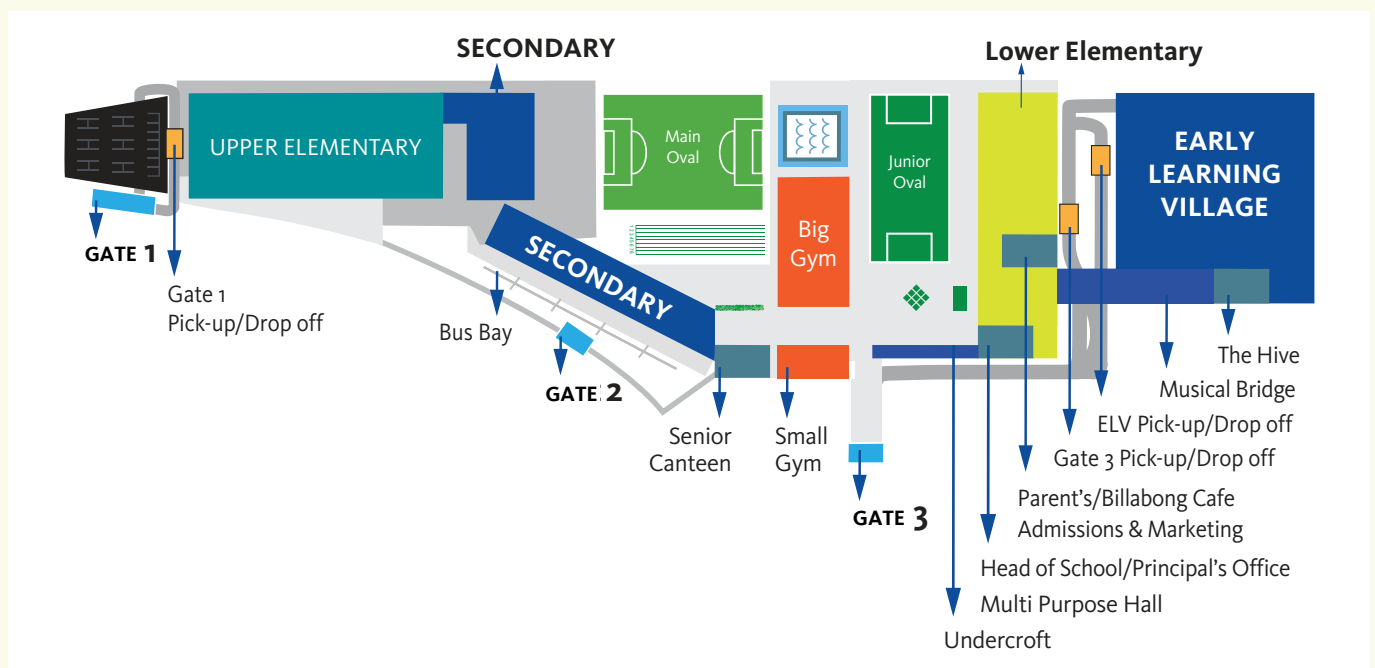 SECONDARY
Lower Elementary
UPPER ELEMENTARY
Main
Oval
Junior
Oval
EARLY
LEARNING
VILLAGE
Big
Gym
SECONDARY
GATE 1
Gate 1
Pick-up/Drop off
Bus Bay
GATE 2
Senior
Canteen
Small
Gym
GATE 3
The Hive
Musical Bridge
ELV Pick-up/Drop off
Gate 3 Pick-up/Drop off
Parent's/Billabong Cafe
Admissions & Marketing
Head of School/Principal's Office
Multi Purpose Hall
Undercroft